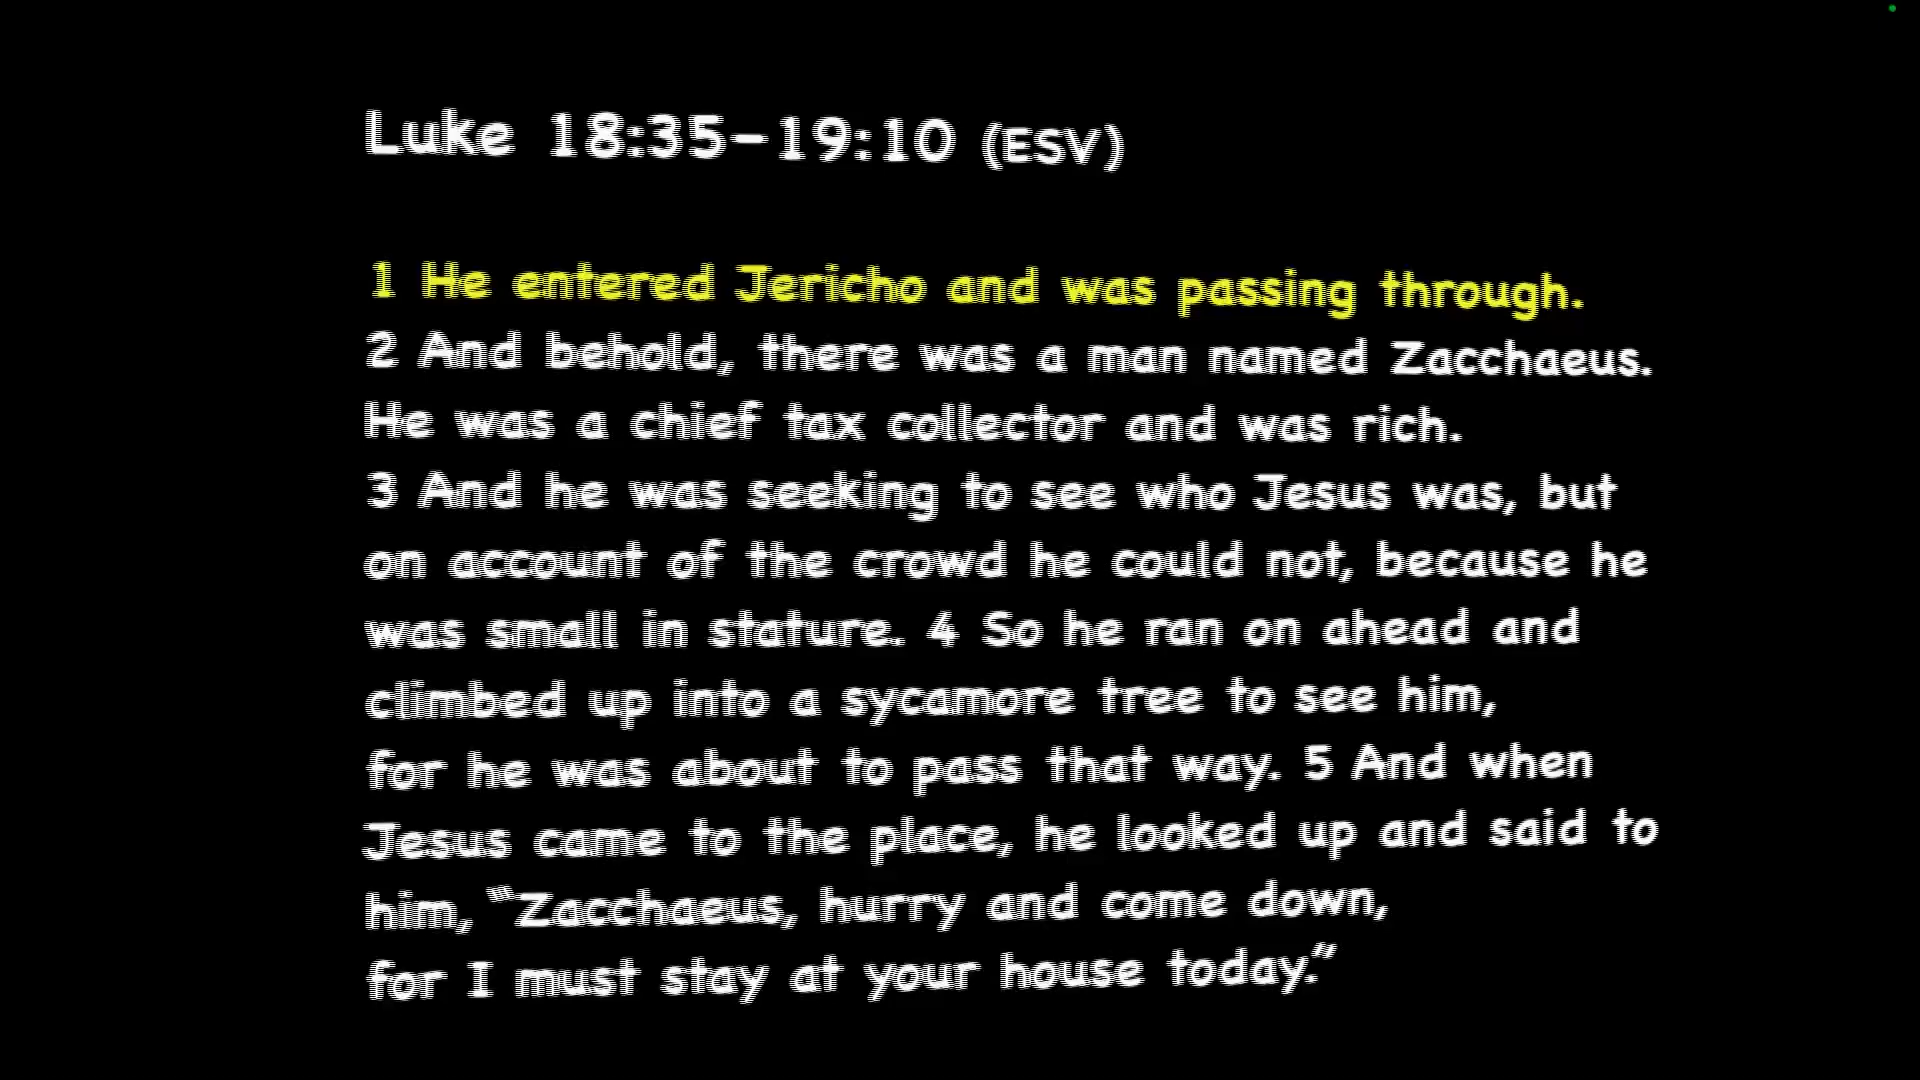 Luke 18:35–19:10 (ESV)
1 He entered Jericho and was passing through.
2 And behold, there was a man named Zacchaeus.
He was a chief tax collector and was rich.
3 And he was seeking to see who Jesus was, but
on account of the crowd he could not, because he
was small in stature. 4 So he ran on ahead and
climbed up into a sycamore tree to see him,
for he was about to pass that way. 5 And when
Jesus came to the place, he looked up and said to
him, “Zacchaeus, hurry and come down,
for I must stay at your house today.”